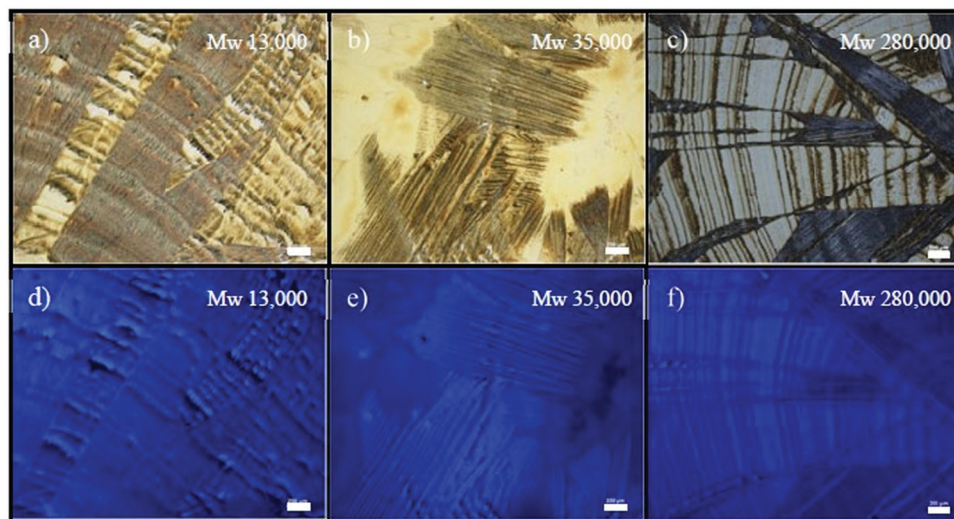 a) Mw 13,000
b) Mw 35,000
c) Mw 280,000
d) Mw 13,000
e) Mw 35,000
f) Mw 280,000